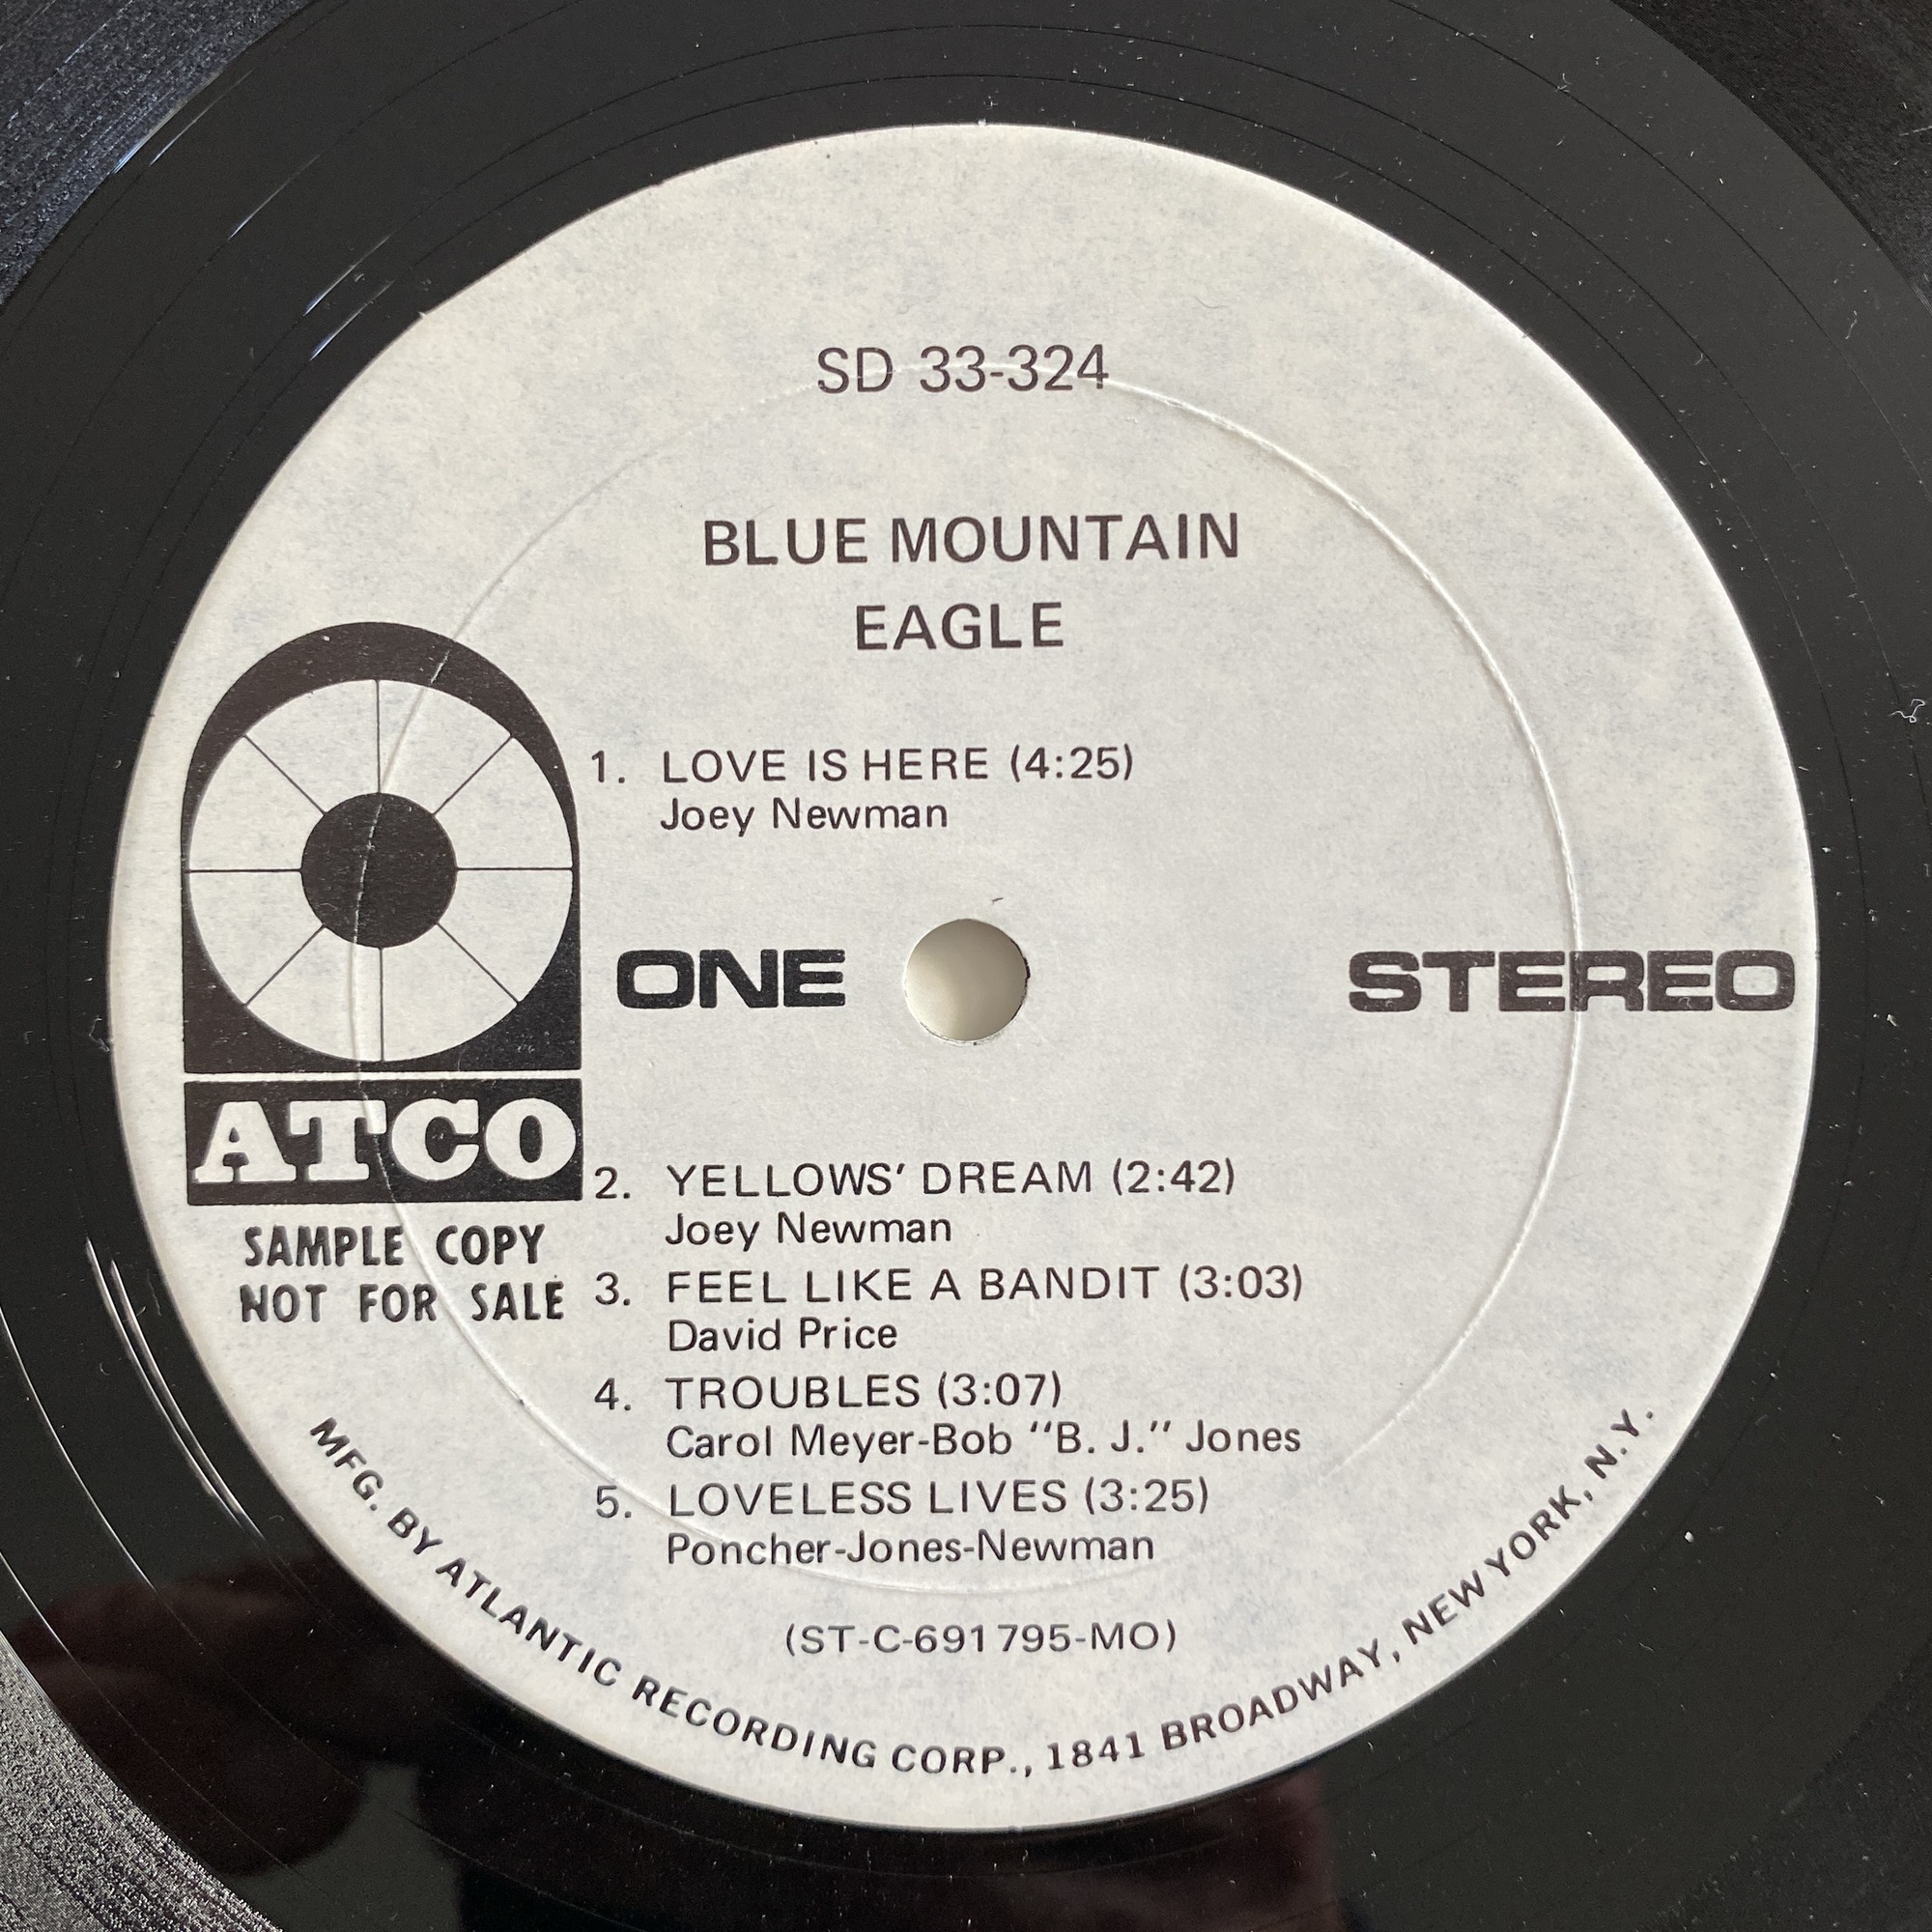 SD 33-324
BLUE MOUNTAIN
EAGLE
1. LOVE IS HERE (4:25)
Joey Newman
ONE
STEREO
ATCO
SAMPLE COPY
NOT FOR SALE
2. YELLOWS' DREAM (2:42)
Joey Newman
3. FEEL LIKE A BANDIT (3:03)
David Price
4. TROUBLES (3:07)
Carol Meyer-Bob "B. J." Jones
5. LOVELESS LIVES (3:25)
Poncher-Jones-Newman
(ST-C-691795-MO)
MFG. BY ATLANTIC RECORDING CORP., 1841 BROADWAY, NEW YORK, N.Y.